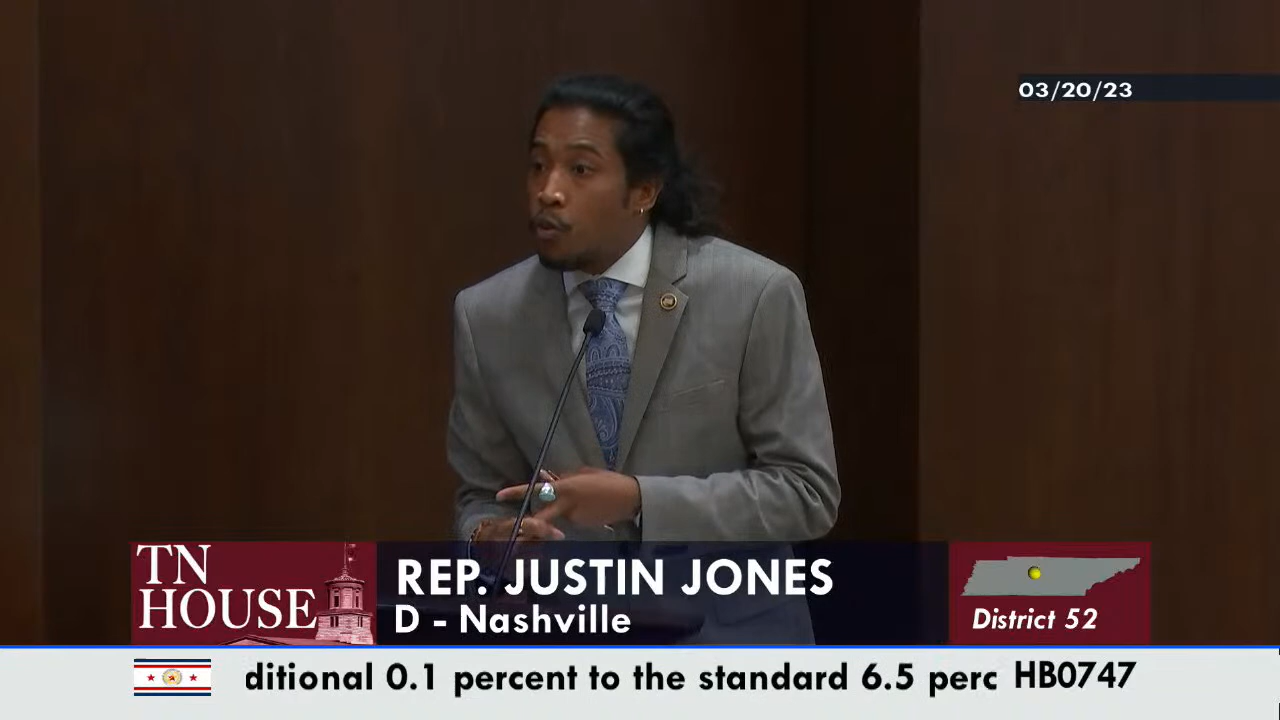 03/20/23
TN
HOUSE
REP. JUSTIN JONES
D - Nashville
District 52
ditional 0.1 percent to the standard 6.5 perc
HB0747